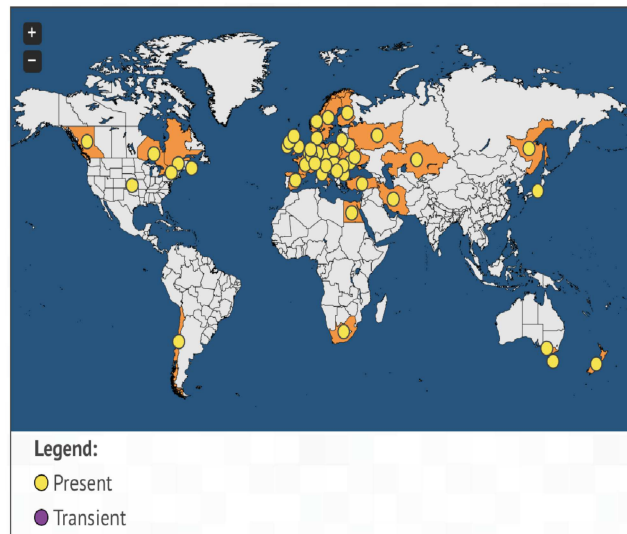 +
−
Legend:
Present
Transient